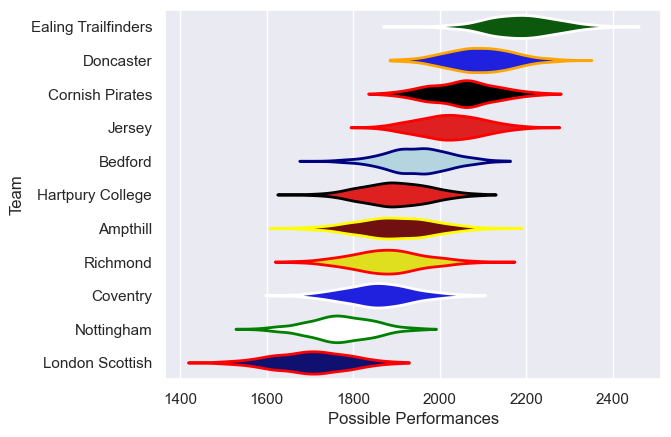 Ealing Trailfinders
Doncaster
Cornish Pirates
Jersey
Bedford
Hartpury College
Ampthill
Richmond
Coventry
Nottingham
London Scottish
Team
1400 1600 1800 2000 2200 2400
Possible Performances